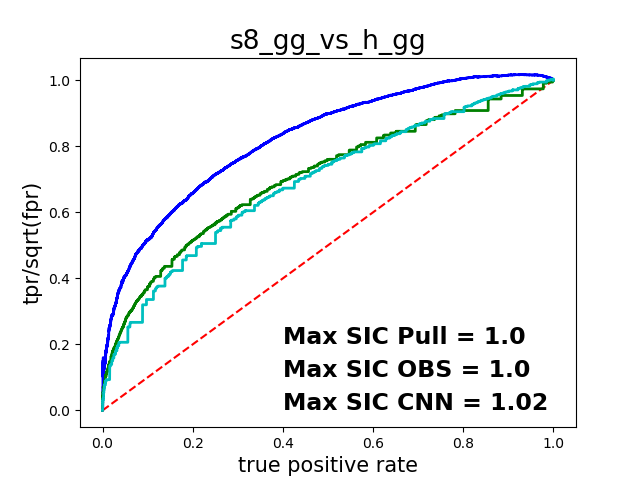 s8_gg_vs_h_gg
tpr/sqrt(fpr)
1.0
0.8
0.6
0.4
0.2
0.0
Max SIC Pull = 1.0
Max SIC OBS = 1.0
Max SIC CNN = 1.02
0.0 0.2 0.4 0.6 0.8 1.0
true positive rate